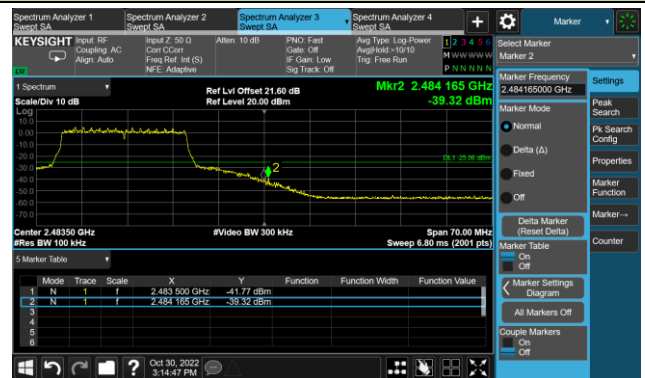 Spectrum Analyzer 1
Swept SA
Spectrum Analyzer 2
Swept SA
Spectrum Analyzer 3
Swept SA
Spectrum Analyzer 4
Swept SA
+
Marker
KEYSIGHT
Input: RF
Coupling: AC
Align: Auto
Input Z: 50 Ω
Corr CCorr
Freq Ref: Int (S)
NFE: Adaptive
Atten: 10 dB
PNO: Fast
Gate: Off
IF Gain: Low
Sig Track: Off
Avg Type: Log-Power
Avg|Hold:>10/10
Trig: Free Run
1 2 3 4 5 6
M W W W W W
P N N N N N
Select Marker
Marker 2
LW
1 Spectrum
Scale/Div 10 dB
Ref Lvl Offset 21.60 dB
Ref Level 20.00 dBm
Mkr2 2.484 165 GHz
-39.32 dBm
Log
10.0
0.00
-10.0
-20.0
-30.0
-40.0
-50.0
-60.0
-70.0
DL1 -25.96 dBm
2
Center 2.48350 GHz
#Res BW 100 kHz
#Video BW 300 kHz
Span 70.00 MHz
Sweep 6.80 ms (2001 pts)
5 Marker Table
Mode Trace Scale X Y Function Function Width Function Value
1 N 1 f 2.483 500 GHz -41.77 dBm
2 N 1 f 2.484 165 GHz -39.32 dBm
3
4
5
6
Marker Frequency
2.484165000 GHz
Marker Mode
Normal
Delta (Δ)
Fixed
Off
Delta Marker
(Reset Delta)
Marker Table
On
Off
Marker Settings
Diagram
All Markers Off
Couple Markers
On
Off
Settings
Peak
Search
Pk Search
Config
Properties
Marker
Function
Marker→
Counter
?
Oct 30, 2022
3:14:47 PM